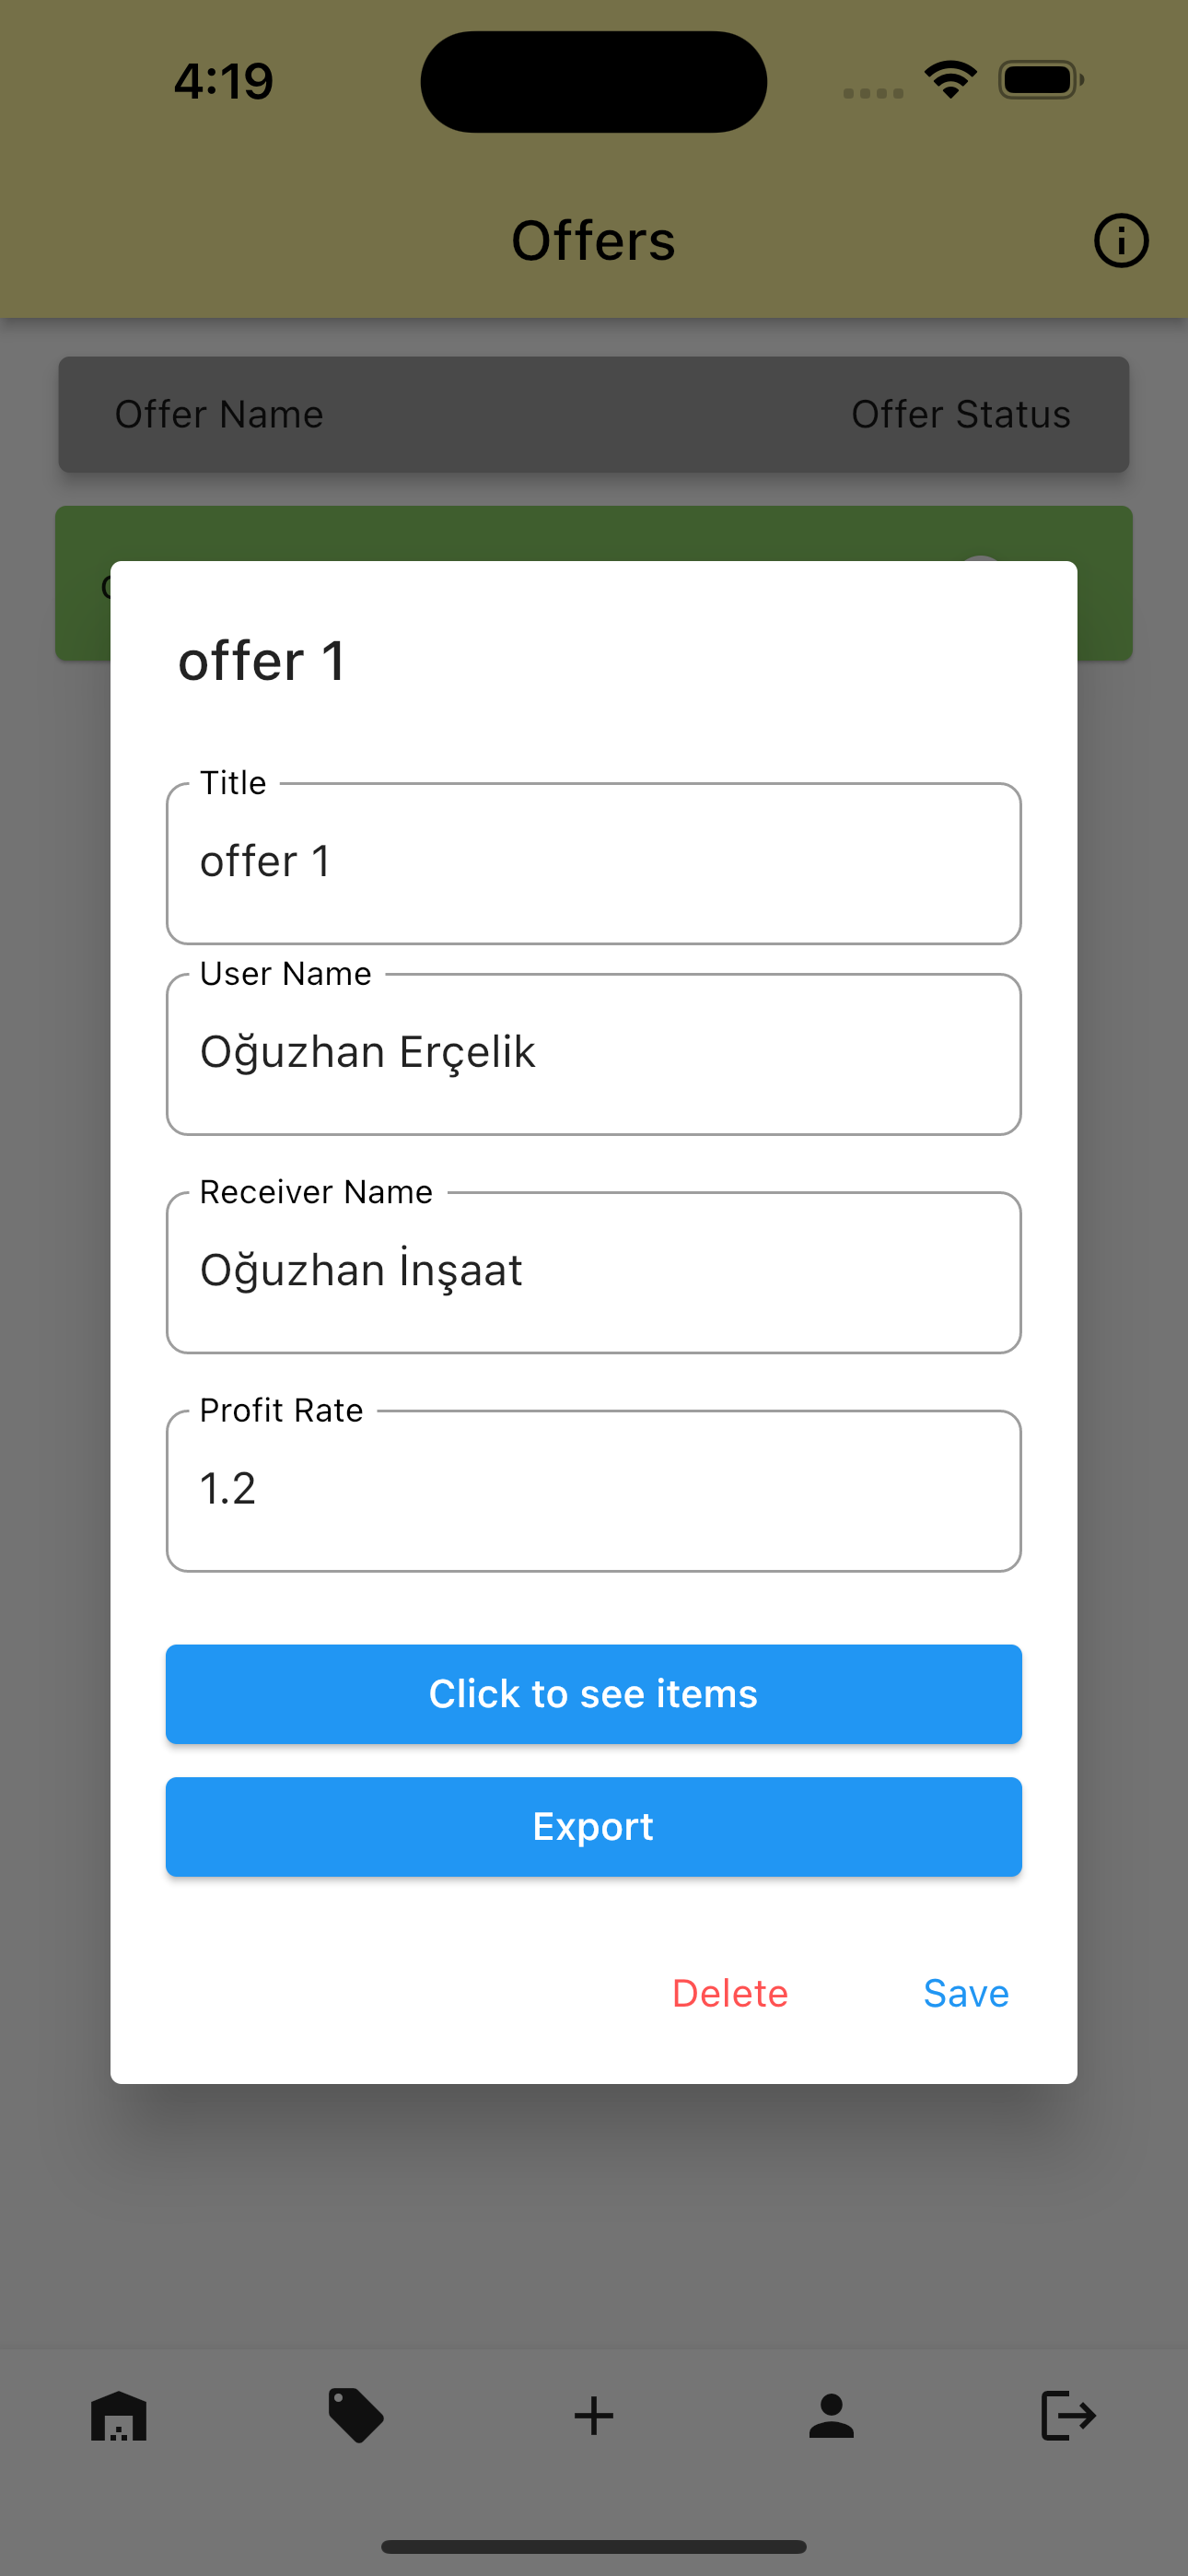 4:19
Offers
Offer Name Offer Status
offer 1
Title
offer 1
User Name
Oğuzhan Erçelik
Receiver Name
Oğuzhan İnşaat
Profit Rate
1.2
Click to see items
Export
Delete Save